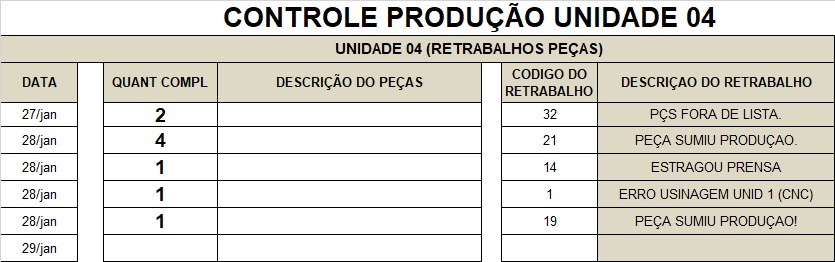 CONTROLE PRODUÇÃO UNIDADE 04
UNIDADE 04 (RETRABALHOS PEÇAS)
DATA QUANT COMPL DESCRIÇÃO DO PEÇAS CODIGO DO RETRABALHO DESCRIÇAO DO RETRABALHO
27/jan 2 32 PÇS FORA DE LISTA.
28/jan 4 21 PEÇA SUMIU PRODUÇAO.
28/jan 1 14 ESTRAGOU PRENSA
28/jan 1 1 ERRO USINAGEM UNID 1 (CNC)
28/jan 1 19 PEÇA SUMIU PRODUÇAO!
29/jan